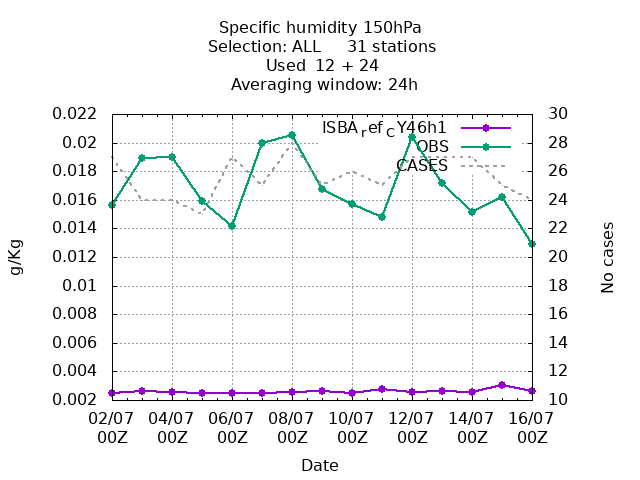 Specific humidity 150hPa
Selection: ALL     31 stations
Used  12 + 24
Averaging window: 24h
ISBA_ref_CY46h1
OBS
CASES
g/Kg
0.022
0.02
0.018
0.016
0.014
0.012
0.01
0.008
0.006
0.004
0.002
30
28
26
24
22
20
18
16
14
12
10
No cases
02/07 04/07 06/07 08/07 10/07 12/07 14/07 16/07
00Z 00Z 00Z 00Z 00Z 00Z 00Z 00Z
Date